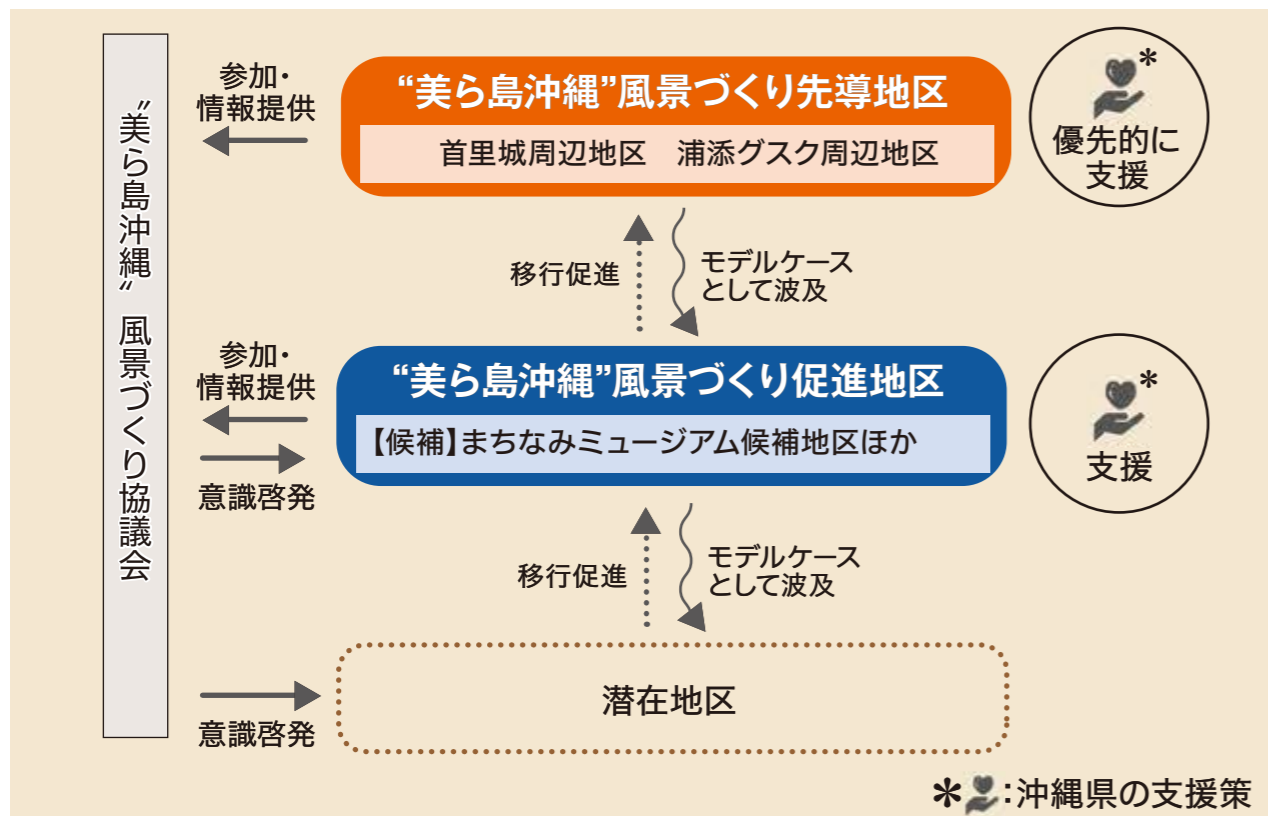 〝美ら島沖縄〟風景づくり協議会
参加・
情報提供
“美ら島沖縄”風景づくり先導地区
首里城周辺地区　浦添グスク周辺地区
*
優先的に
支援
移行促進
モデルケース
として波及
参加・
情報提供
意識啓発
“美ら島沖縄”風景づくり促進地区
【候補】まちなみミュージアム候補地区ほか
*
支援
移行促進
モデルケース
として波及
意識啓発
潜在地区
*:沖縄県の支援策